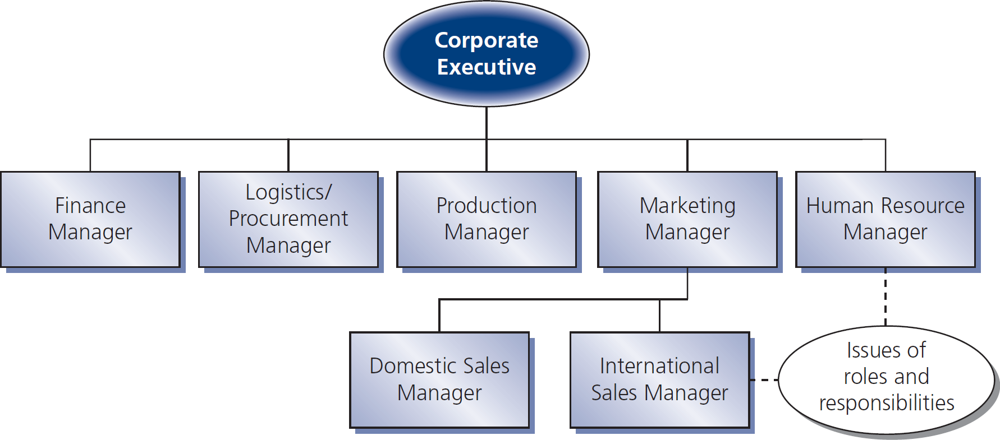 Corporate
Executive
Finance
Manager
Logistics/
Procurement
Manager
Production
Manager
Marketing
Manager
Human Resource
Manager
Domestic Sales
Manager
International
Sales Manager
Issues of
roles and
responsibilities